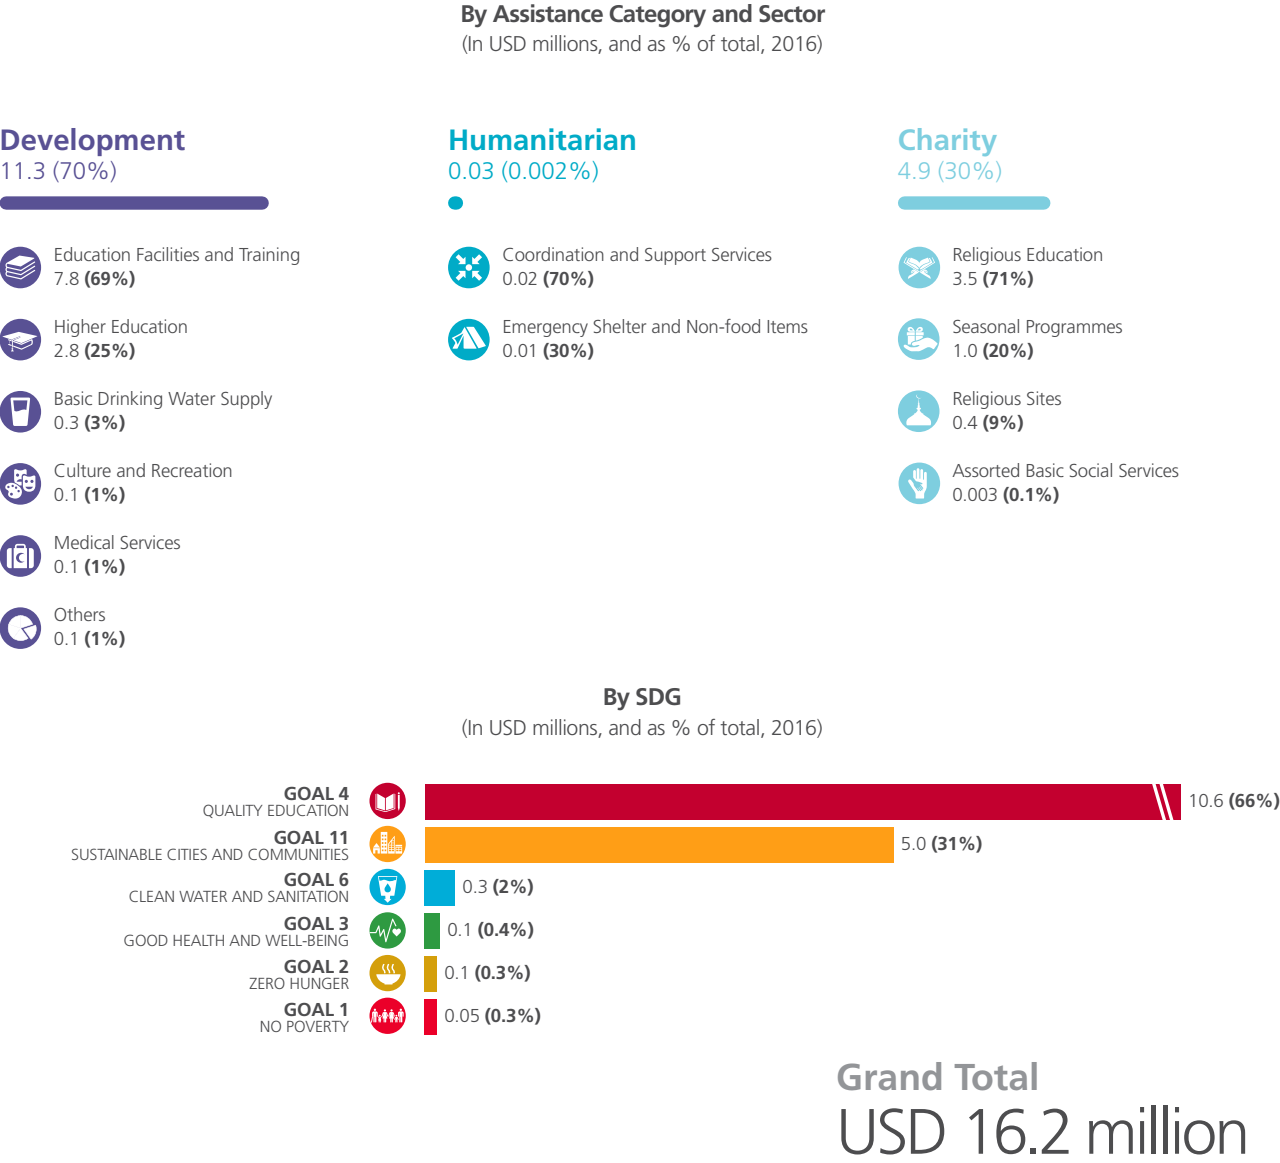 By Assistance Category and Sector
(In USD millions, and as % of total, 2016)
Development
11.3 (70%)
Education Facilities and Training
7.8 (69%)
Higher Education
2.8 (25%)
Basic Drinking Water Supply
0.3 (3%)
Culture and Recreation
0.1 (1%)
Medical Services
0.1 (1%)
Others
0.1 (1%)
Humanitarian
0.03 (0.002%)
Coordination and Support Services
0.02 (70%)
Emergency Shelter and Non-food Items
0.01 (30%)
Charity
4.9 (30%)
Religious Education
3.5 (71%)
Seasonal Programmes
1.0 (20%)
Religious Sites
0.4 (9%)
Assorted Basic Social Services
0.003 (0.1%)
By SDG
(In USD millions, and as % of total, 2016)
GOAL 4
QUALITY EDUCATION
10.6 (66%)
GOAL 11
SUSTAINABLE CITIES AND COMMUNITIES
5.0 (31%)
GOAL 6
CLEAN WATER AND SANITATION
0.3 (2%)
GOAL 3
GOOD HEALTH AND WELL-BEING
0.1 (0.4%)
GOAL 2
ZERO HUNGER
0.1 (0.3%)
GOAL 1
NO POVERTY
0.05 (0.3%)
Grand Total
USD 16.2 million